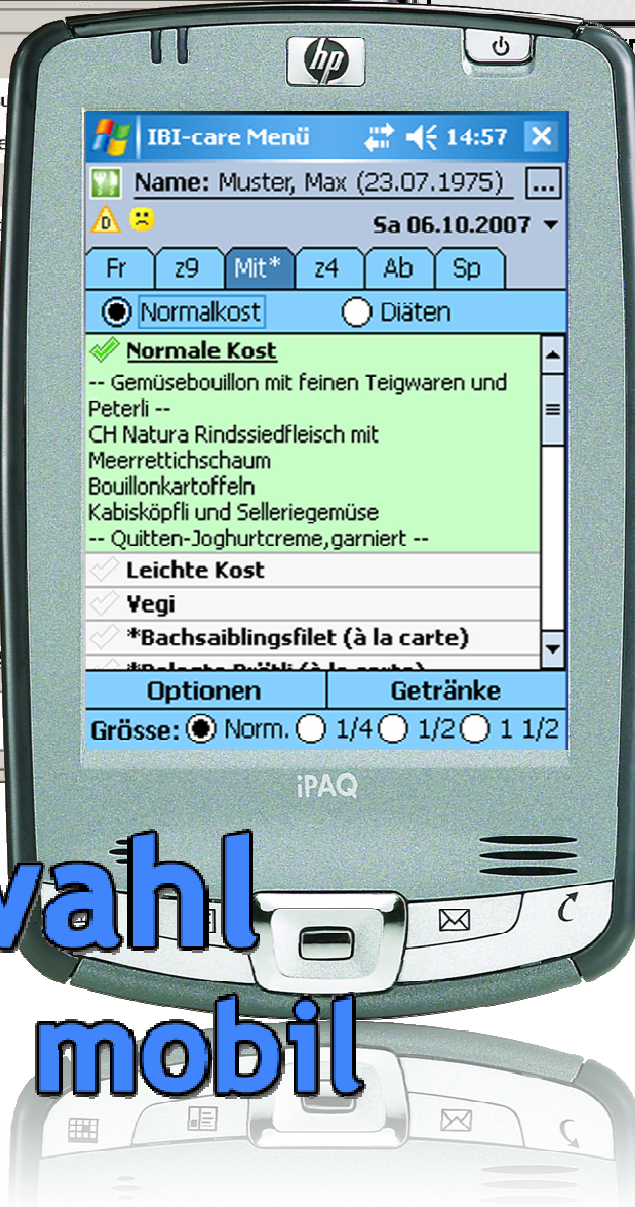 hp
IBI-care Menü 14:57
Name: Muster, Max (23.07.1975) ...
D
Sa 06.10.2007
Fr z9 Mit* z4 Ab Sp
Normalkost Diäten
Normale Kost
-- Gemüsebouillon mit feinen Teigwaren und
Peterli --
CH Natura Rindssiedfleisch mit
Meerrettichschaum
Bouillonkartoffeln
Kabisköpfli und Selleriegemüse
-- Quitten-Joghurtcreme,garniert --
Leichte Kost
Vegi
*Bachsaiblingsfilet (à la carte)
Optionen Getränke
Grösse: Norm. 1/4 1/2 1 1/2
iPAQ
wahl
mobil